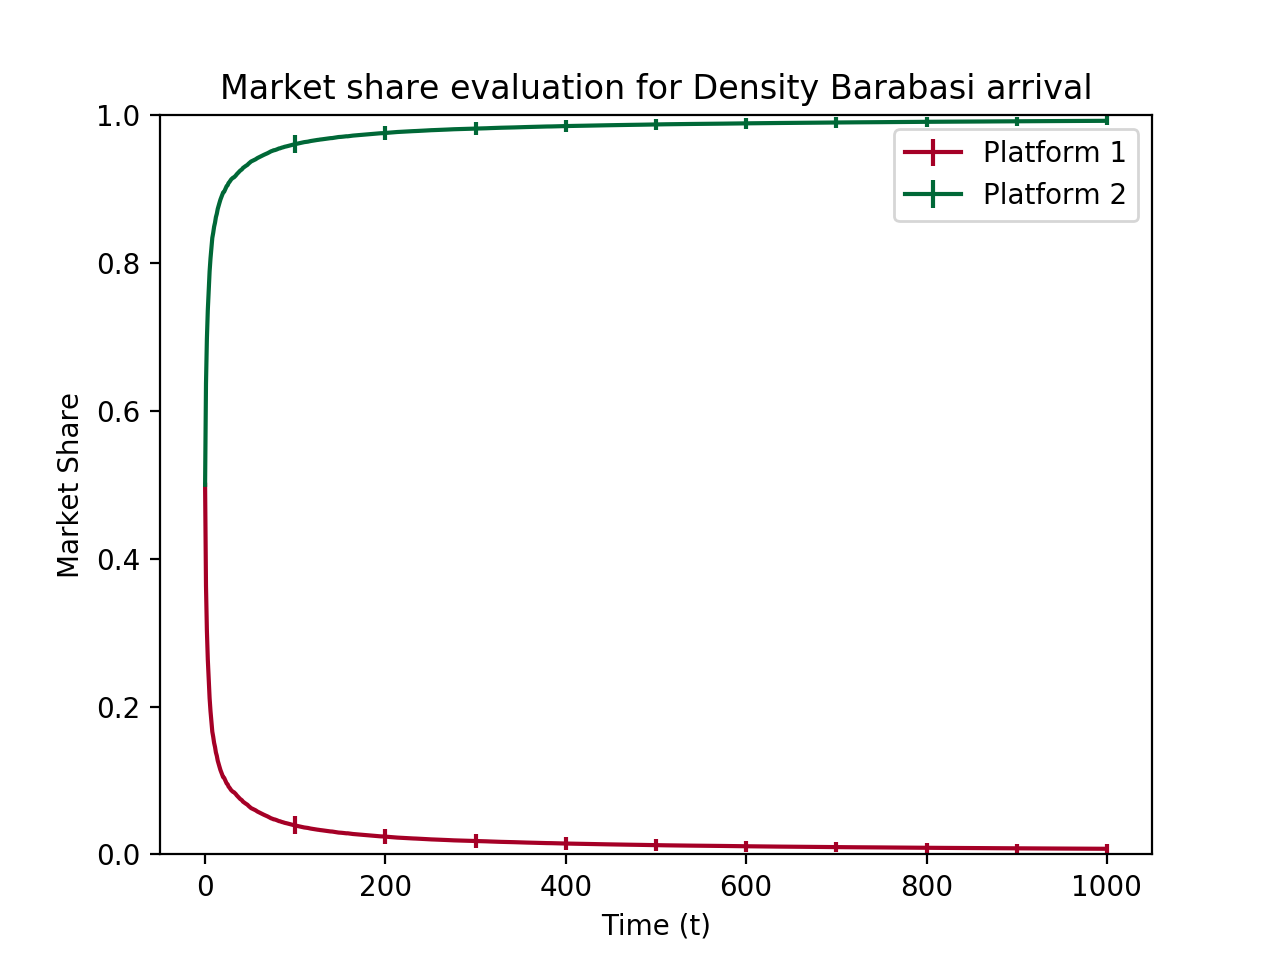 Market share evaluation for Density Barabasi arrival
1.0
0.8
0.6
0.4
0.2
0.0
Market Share
Platform 1
Platform 2
0 200 400 600 800 1000
Time (t)